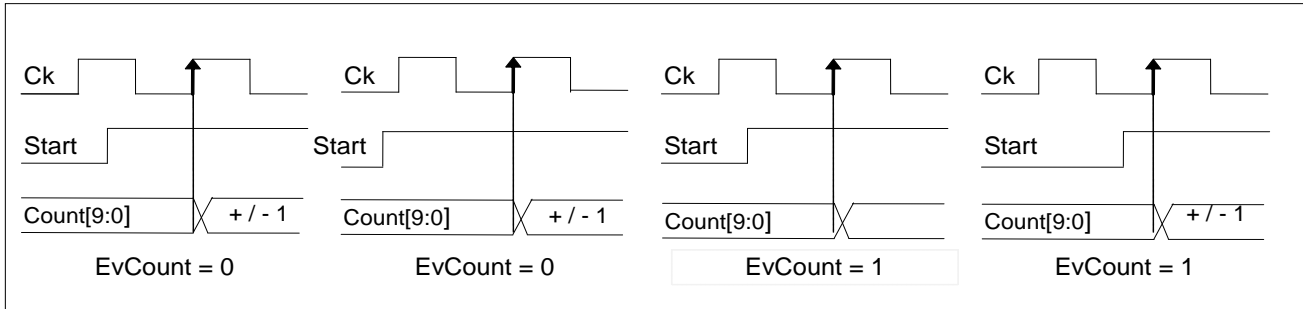 Ck Ck Ck Ck
Start Start Start Start
Count[9:0] + / - 1 Count[9:0] + / - 1 Count[9:0] Count[9:0] + / - 1
EvCount = 0 EvCount = 0 EvCount = 1 EvCount = 1